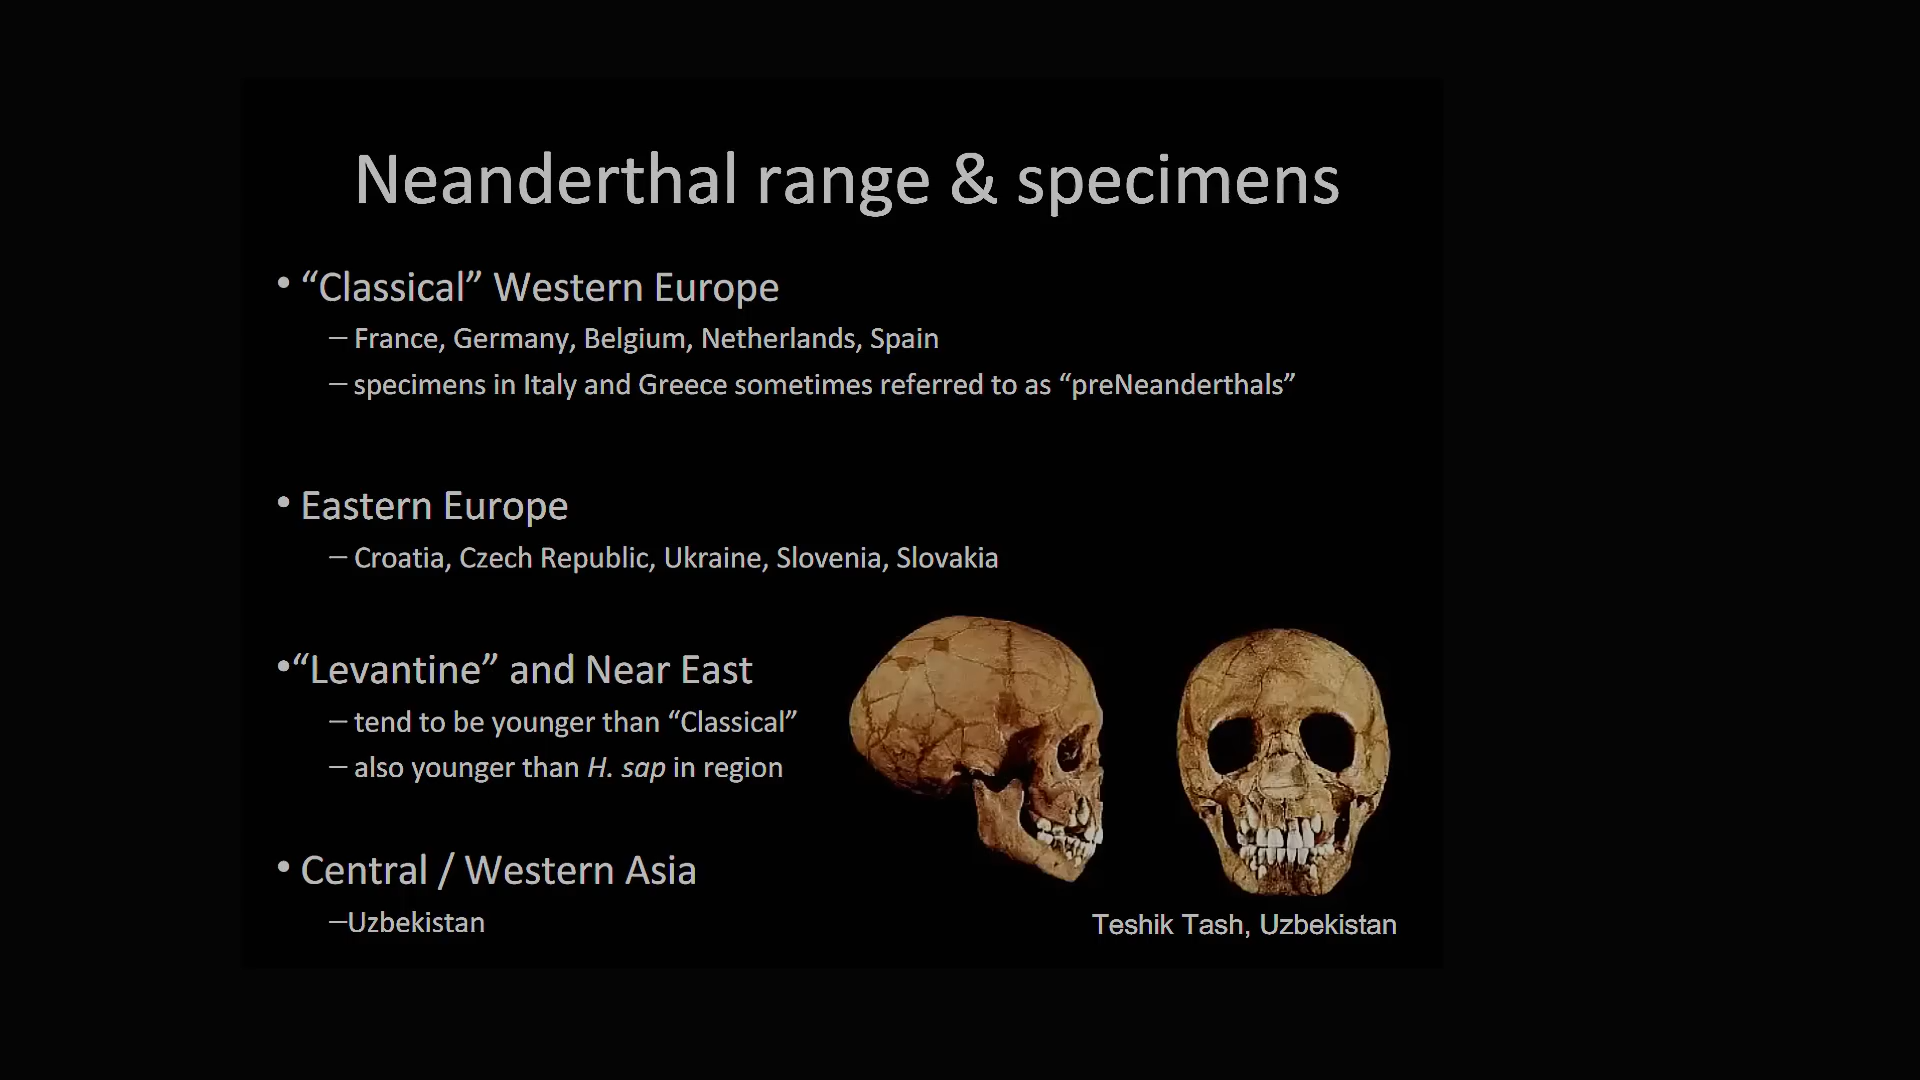 Neanderthal range & specimens
• “Classical” Western Europe
– France, Germany, Belgium, Netherlands, Spain
– specimens in Italy and Greece sometimes referred to as “preNeanderthals”
• Eastern Europe
– Croatia, Czech Republic, Ukraine, Slovenia, Slovakia
•“Levantine” and Near East
– tend to be younger than “Classical”
– also younger than H. sap in region
• Central / Western Asia
–Uzbekistan
Teshik Tash, Uzbekistan